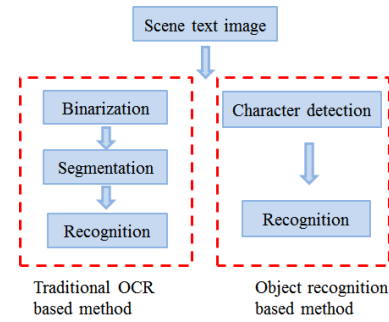 Scene text image
Binarization
Segmentation
Recognition
Traditional OCR
based method
Character detection
Recognition
Object recognition
based method